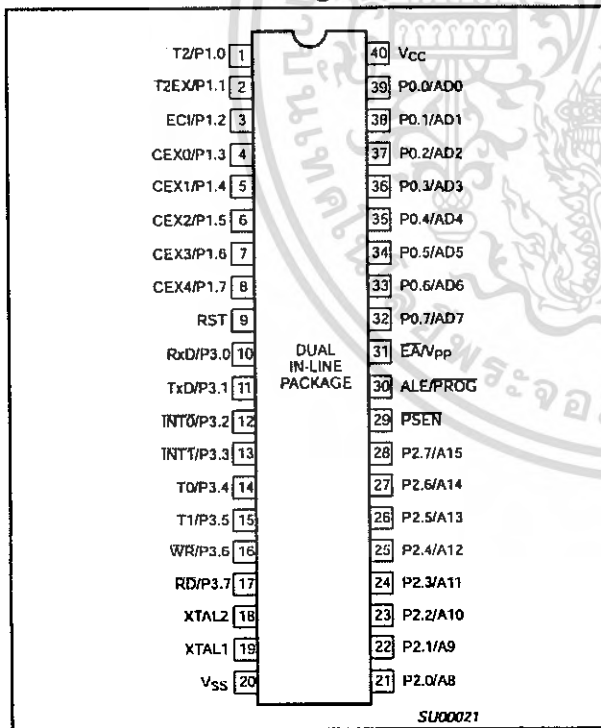 T2/P1.0 1
T2EX/P1.1 2
ECI/P1.2 3
CEX0/P1.3 4
CEX1/P1.4 5
CEX2/P1.5 6
CEX3/P1.6 7
CEX4/P1.7 8
RST 9
RxD/P3.0 10
TxD/P3.1 11
INT0/P3.2 12
INT1/P3.3 13
T0/P3.4 14
T1/P3.5 15
WR/P3.6 16
RD/P3.7 17
XTAL2 18
XTAL1 19
VSS 20
DUAL
IN-LINE
PACKAGE
40 VCC
39 P0.0/AD0
38 P0.1/AD1
37 P0.2/AD2
36 P0.3/AD3
35 P0.4/AD4
34 P0.5/AD5
33 P0.6/AD6
32 P0.7/AD7
31 EA/VPP
30 ALE/PROG
29 PSEN
28 P2.7/A15
27 P2.6/A14
26 P2.5/A13
25 P2.4/A12
24 P2.3/A11
23 P2.2/A10
22 P2.1/A9
21 P2.0/A8
SU00021